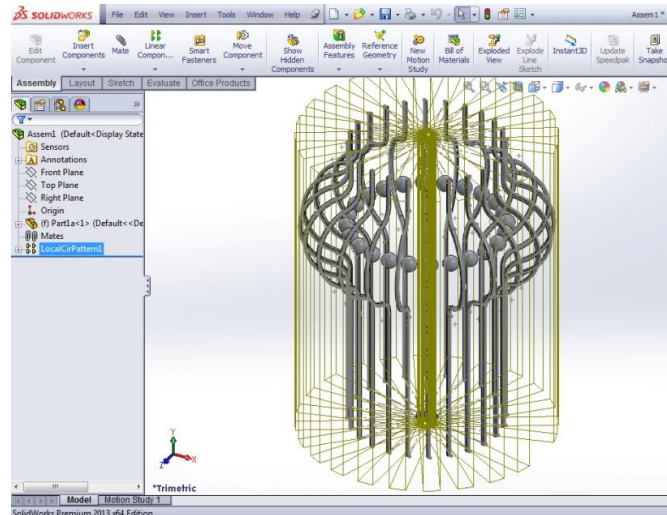 SOLIDWORKS File Edit View Insert Tools Window Help Assem1 *
Edit Component
Insert Components
Mate
Linear Compon...
Smart Fasteners
Move Component
Show Hidden Components
Assembly Features
Reference Geometry
New Motion Study
Bill of Materials
Exploded View
Explode Line Sketch
Instant3D
Update Speedpak
Take Snapsho
Assembly Layout Sketch Evaluate Office Products
Assem1 (Default<Display State
Sensors
Annotations
Front Plane
Top Plane
Right Plane
Origin
(f) Part1a<1> (Default<<De
Mates
LocalCirPattern1
Y
Z X
*Trimetric
Model Motion Study 1
SolidWorks Premium 2013 x64 Edition